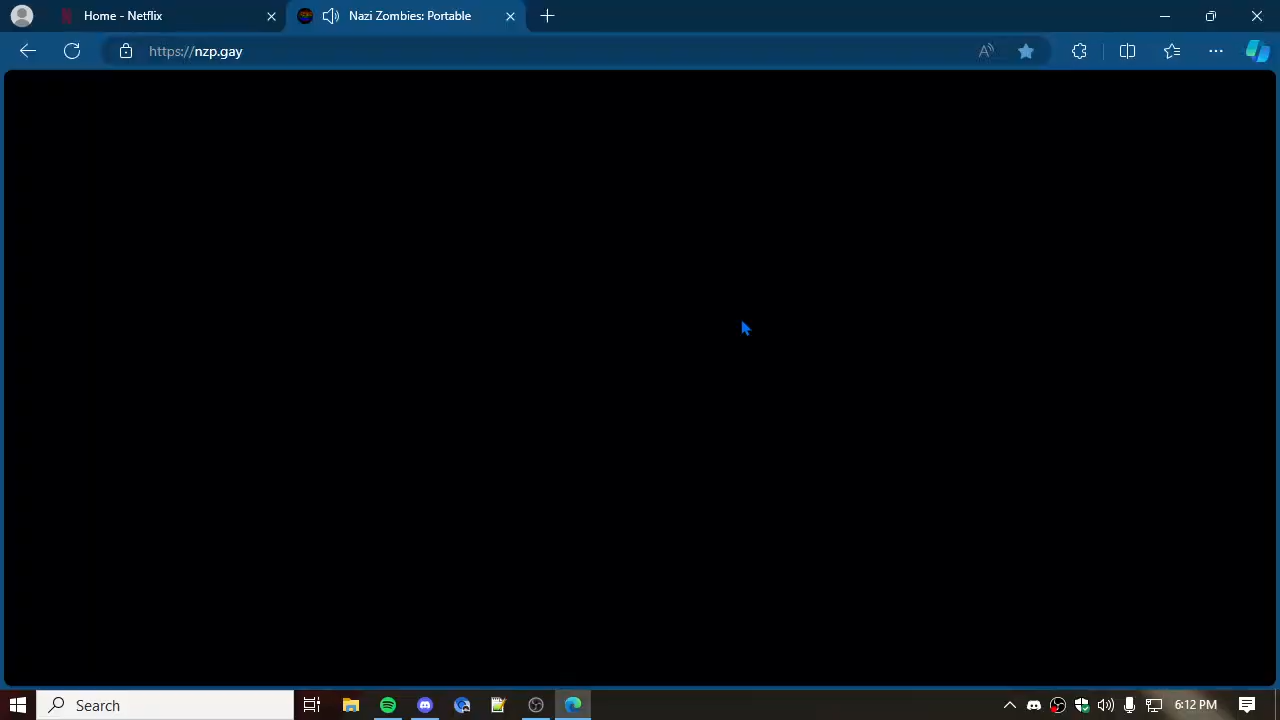 Home - Netflix
Nazi Zombies: Portable
https://nzp.gay
Search
6:12 PM